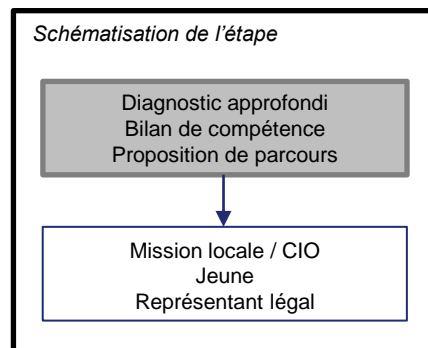 Schématisation de l’étape
Diagnostic approfondi
Bilan de compétence
Proposition de parcours
Mission locale / CIO
Jeune
Représentant légal